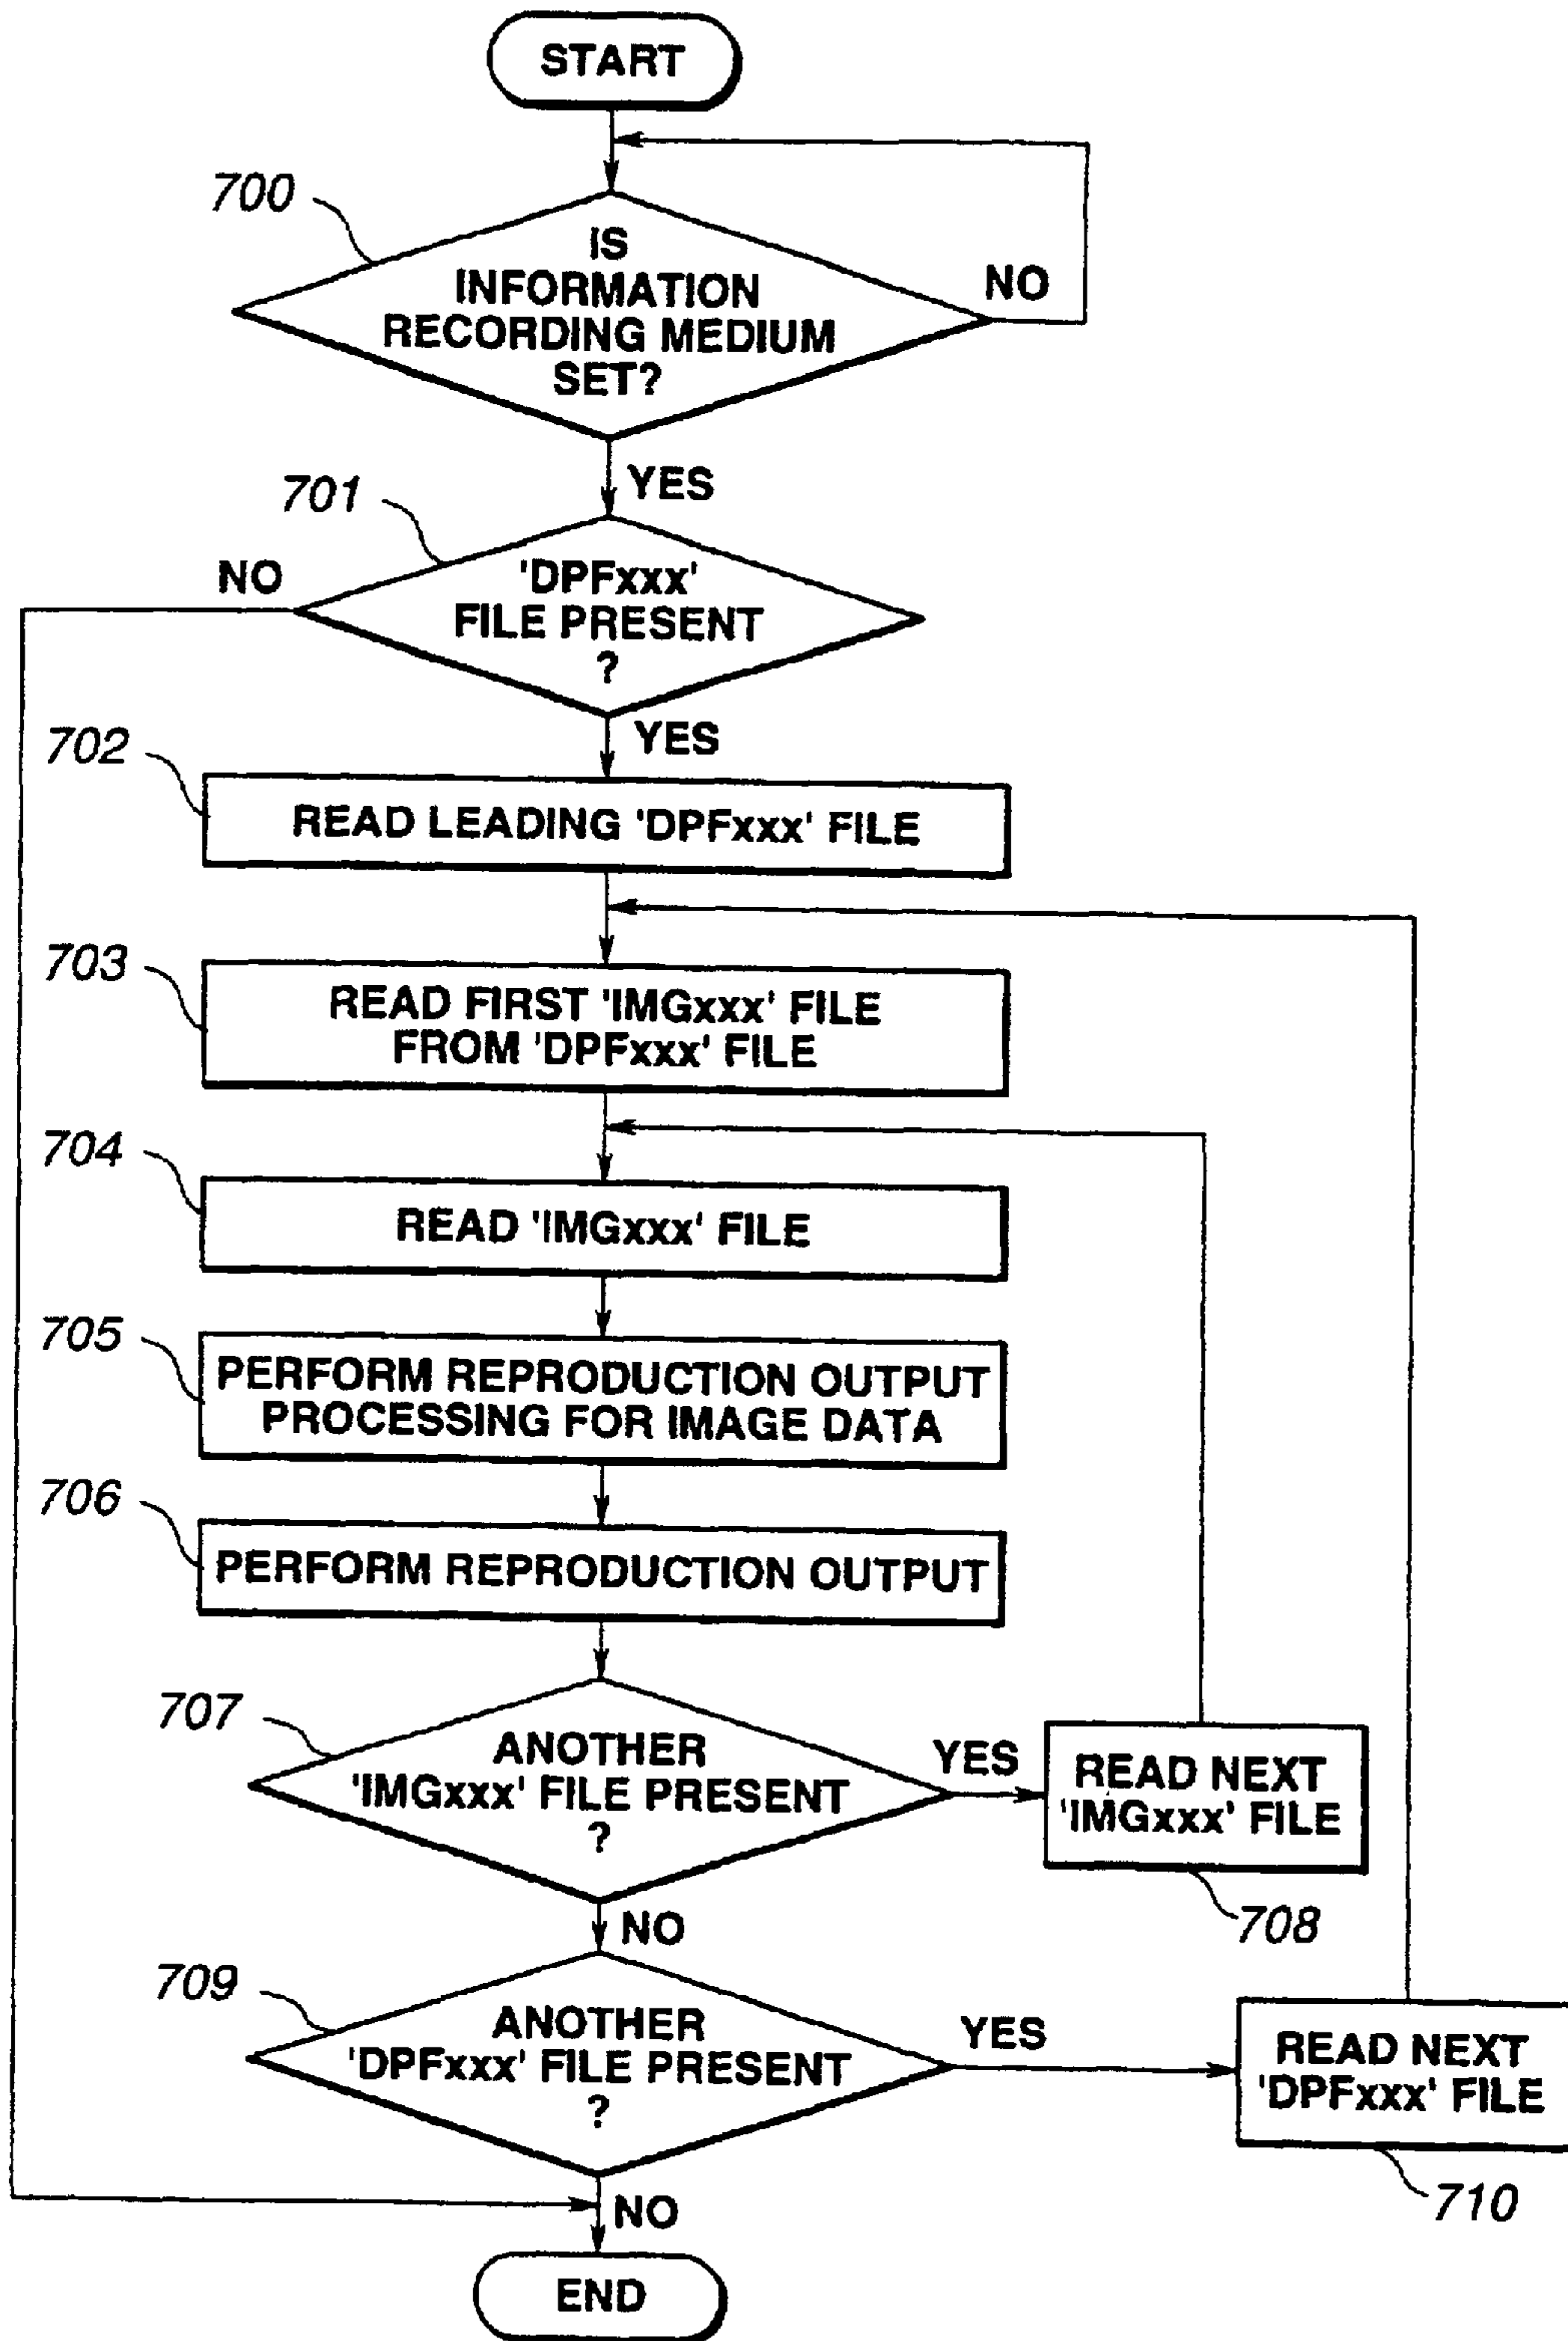 START
700
IS
INFORMATION
RECORDING MEDIUM
SET?
NO
YES
701
'DPFxxx'
FILE PRESENT
?
NO
YES
702
READ LEADING 'DPFxxx' FILE
703
READ FIRST 'IMGxxx' FILE
FROM 'DPFxxx' FILE
704
READ 'IMGxxx' FILE
705
PERFORM REPRODUCTION OUTPUT
PROCESSING FOR IMAGE DATA
706
PERFORM REPRODUCTION OUTPUT
707
ANOTHER
'IMGxxx' FILE PRESENT
?
YES
READ NEXT
'IMGxxx' FILE
708
NO
709
ANOTHER
'DPFxxx' FILE PRESENT
?
YES
READ NEXT
'DPFxxx' FILE
710
NO
END